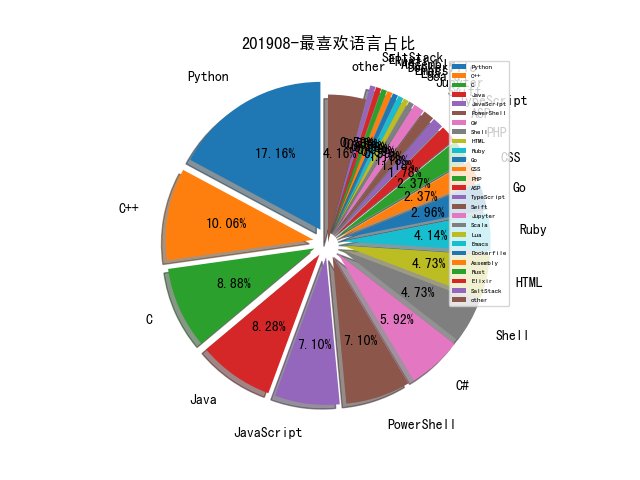 201908-最喜欢语言占比
Python
C++
C
Java
JavaScript
PowerShell
C#
Shell
HTML
Ruby
Go
CSS
PHP
TypeScript
Jupyter
SaltStack
other
17.16%
10.06%
8.88%
8.28%
7.10%
7.10%
5.92%
4.73%
4.73%
4.14%
2.96%
2.37%
2.37%
1.78%
4.16%
Python
C++
C
Java
JavaScript
PowerShell
C#
Shell
HTML
Ruby
Go
CSS
PHP
ASP
TypeScript
Swift
Jupyter
Scala
Lua
Emacs
Dockerfile
Assembly
Rust
Elixir
SaltStack
other